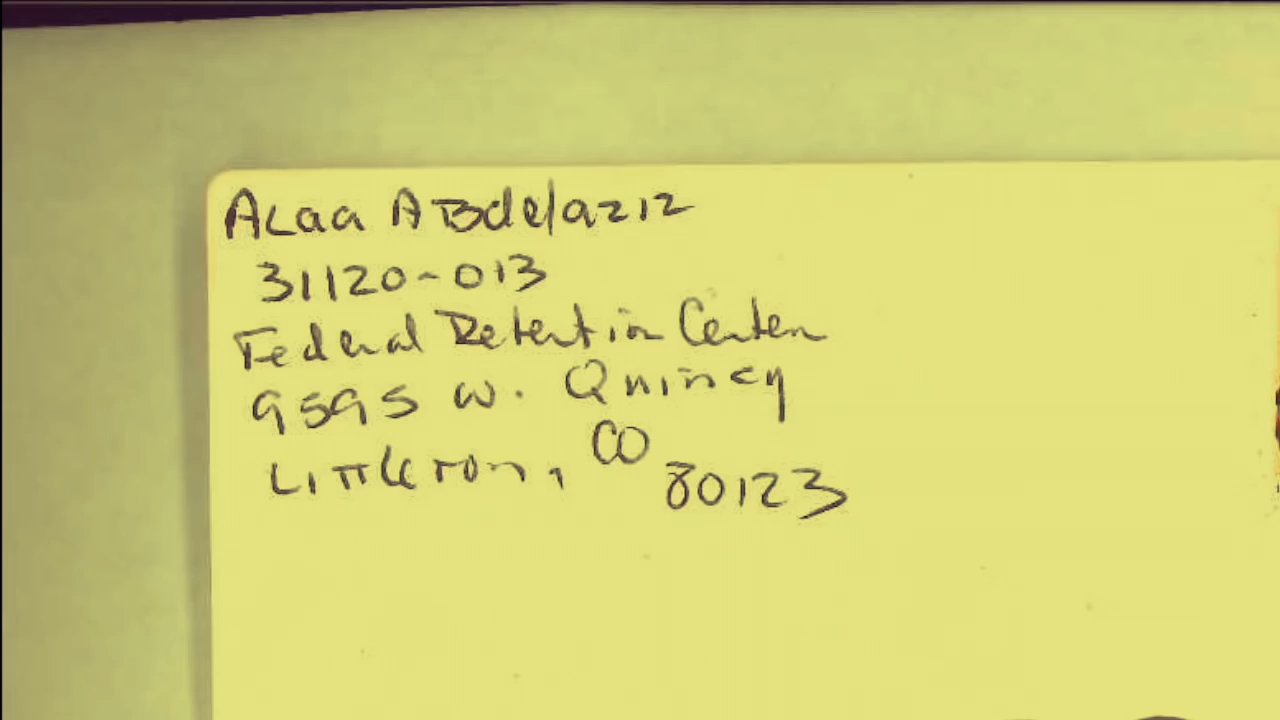 ALaa ABdelaziz
31120-013
Federal Detention Center
9595 W. Quincy
Littleton, CO
80123